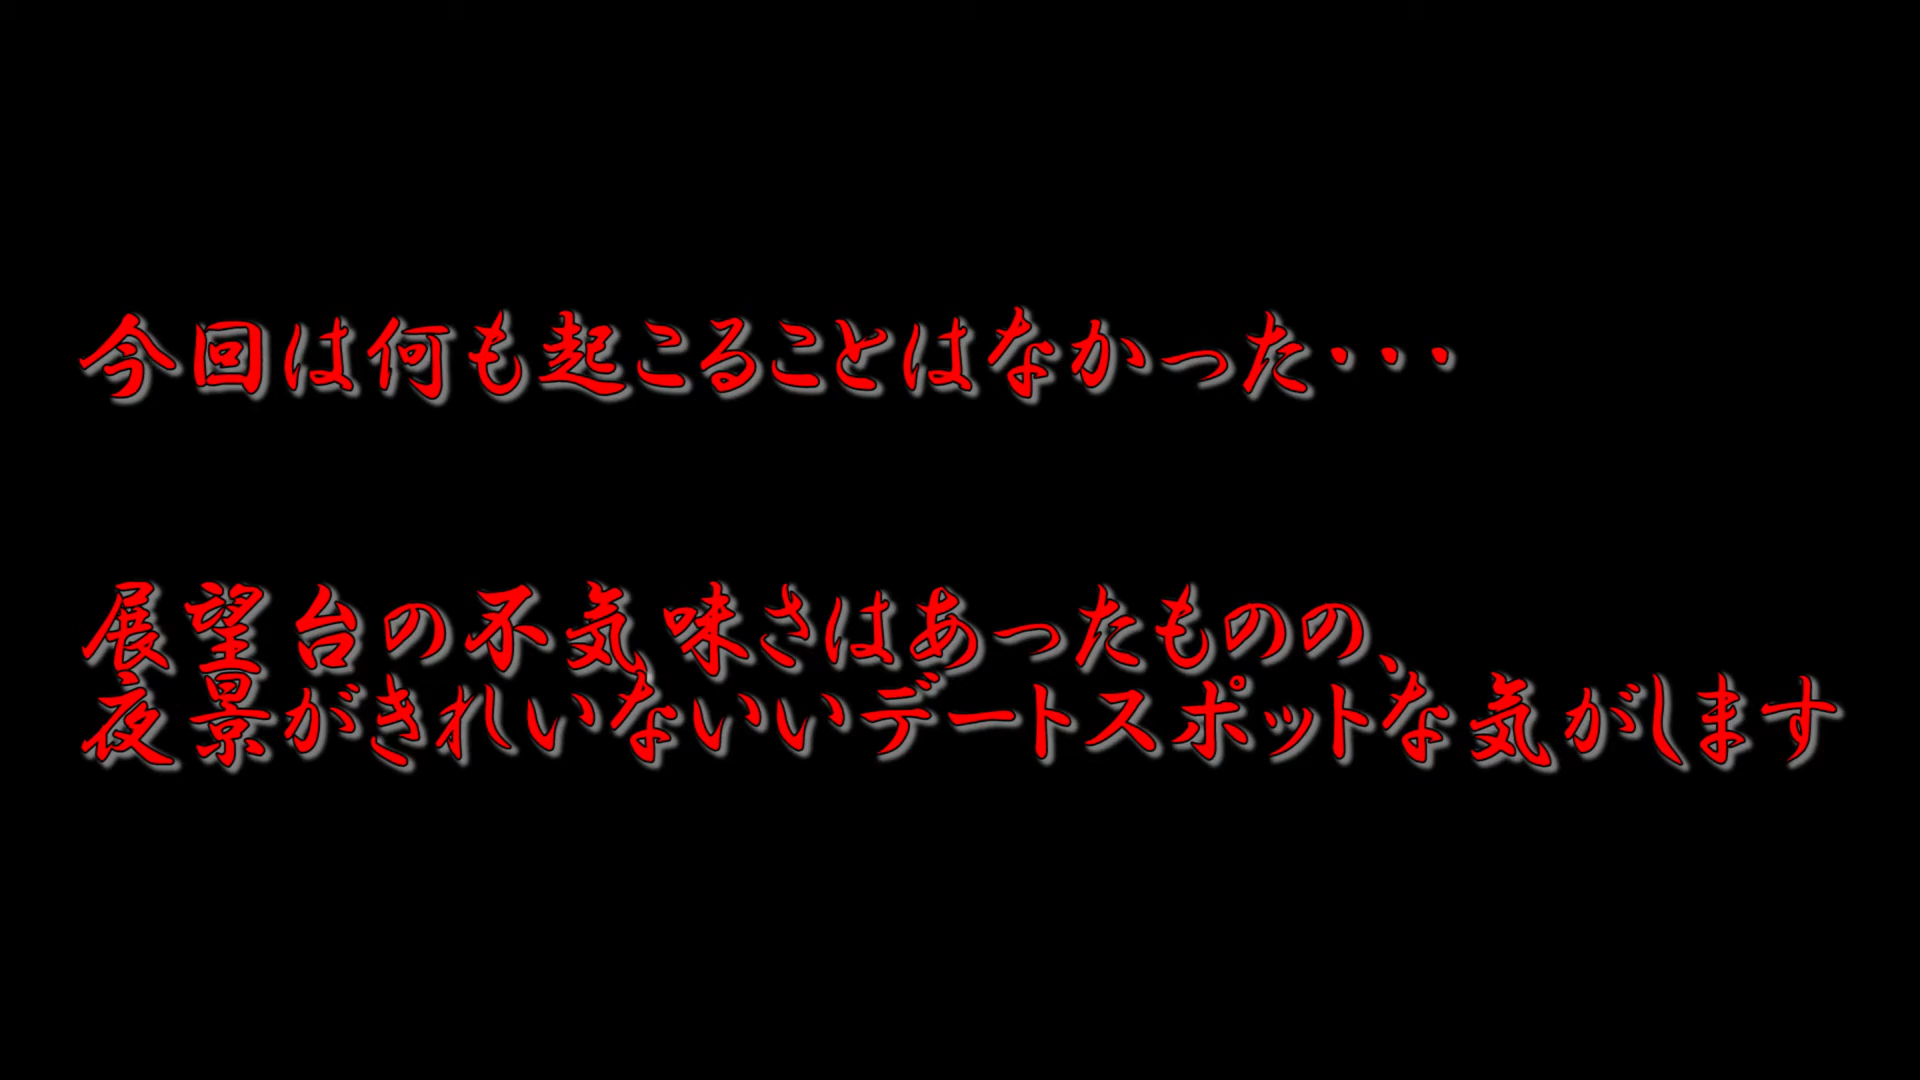 今回は何も起こることはなかった・・・
展望台の不気味さはあったものの、
夜景がきれいないいデートスポットな気がします